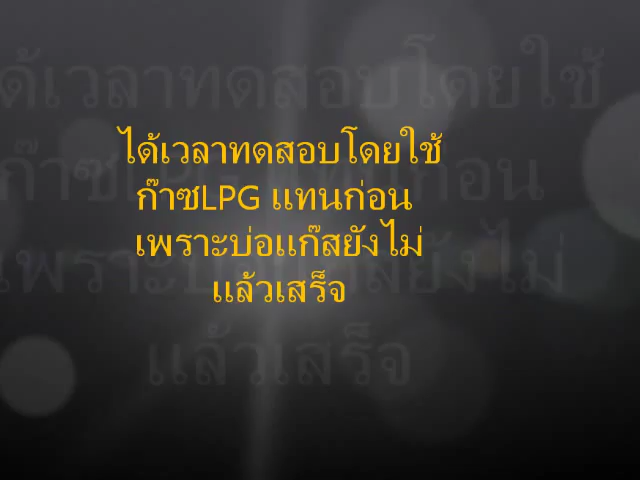 ได้เวลาทดสอบโดยใช้
ก๊าซLPG แทนก่อน
เพราะบ่อแก๊สยังไม่
แล้วเสร็จ